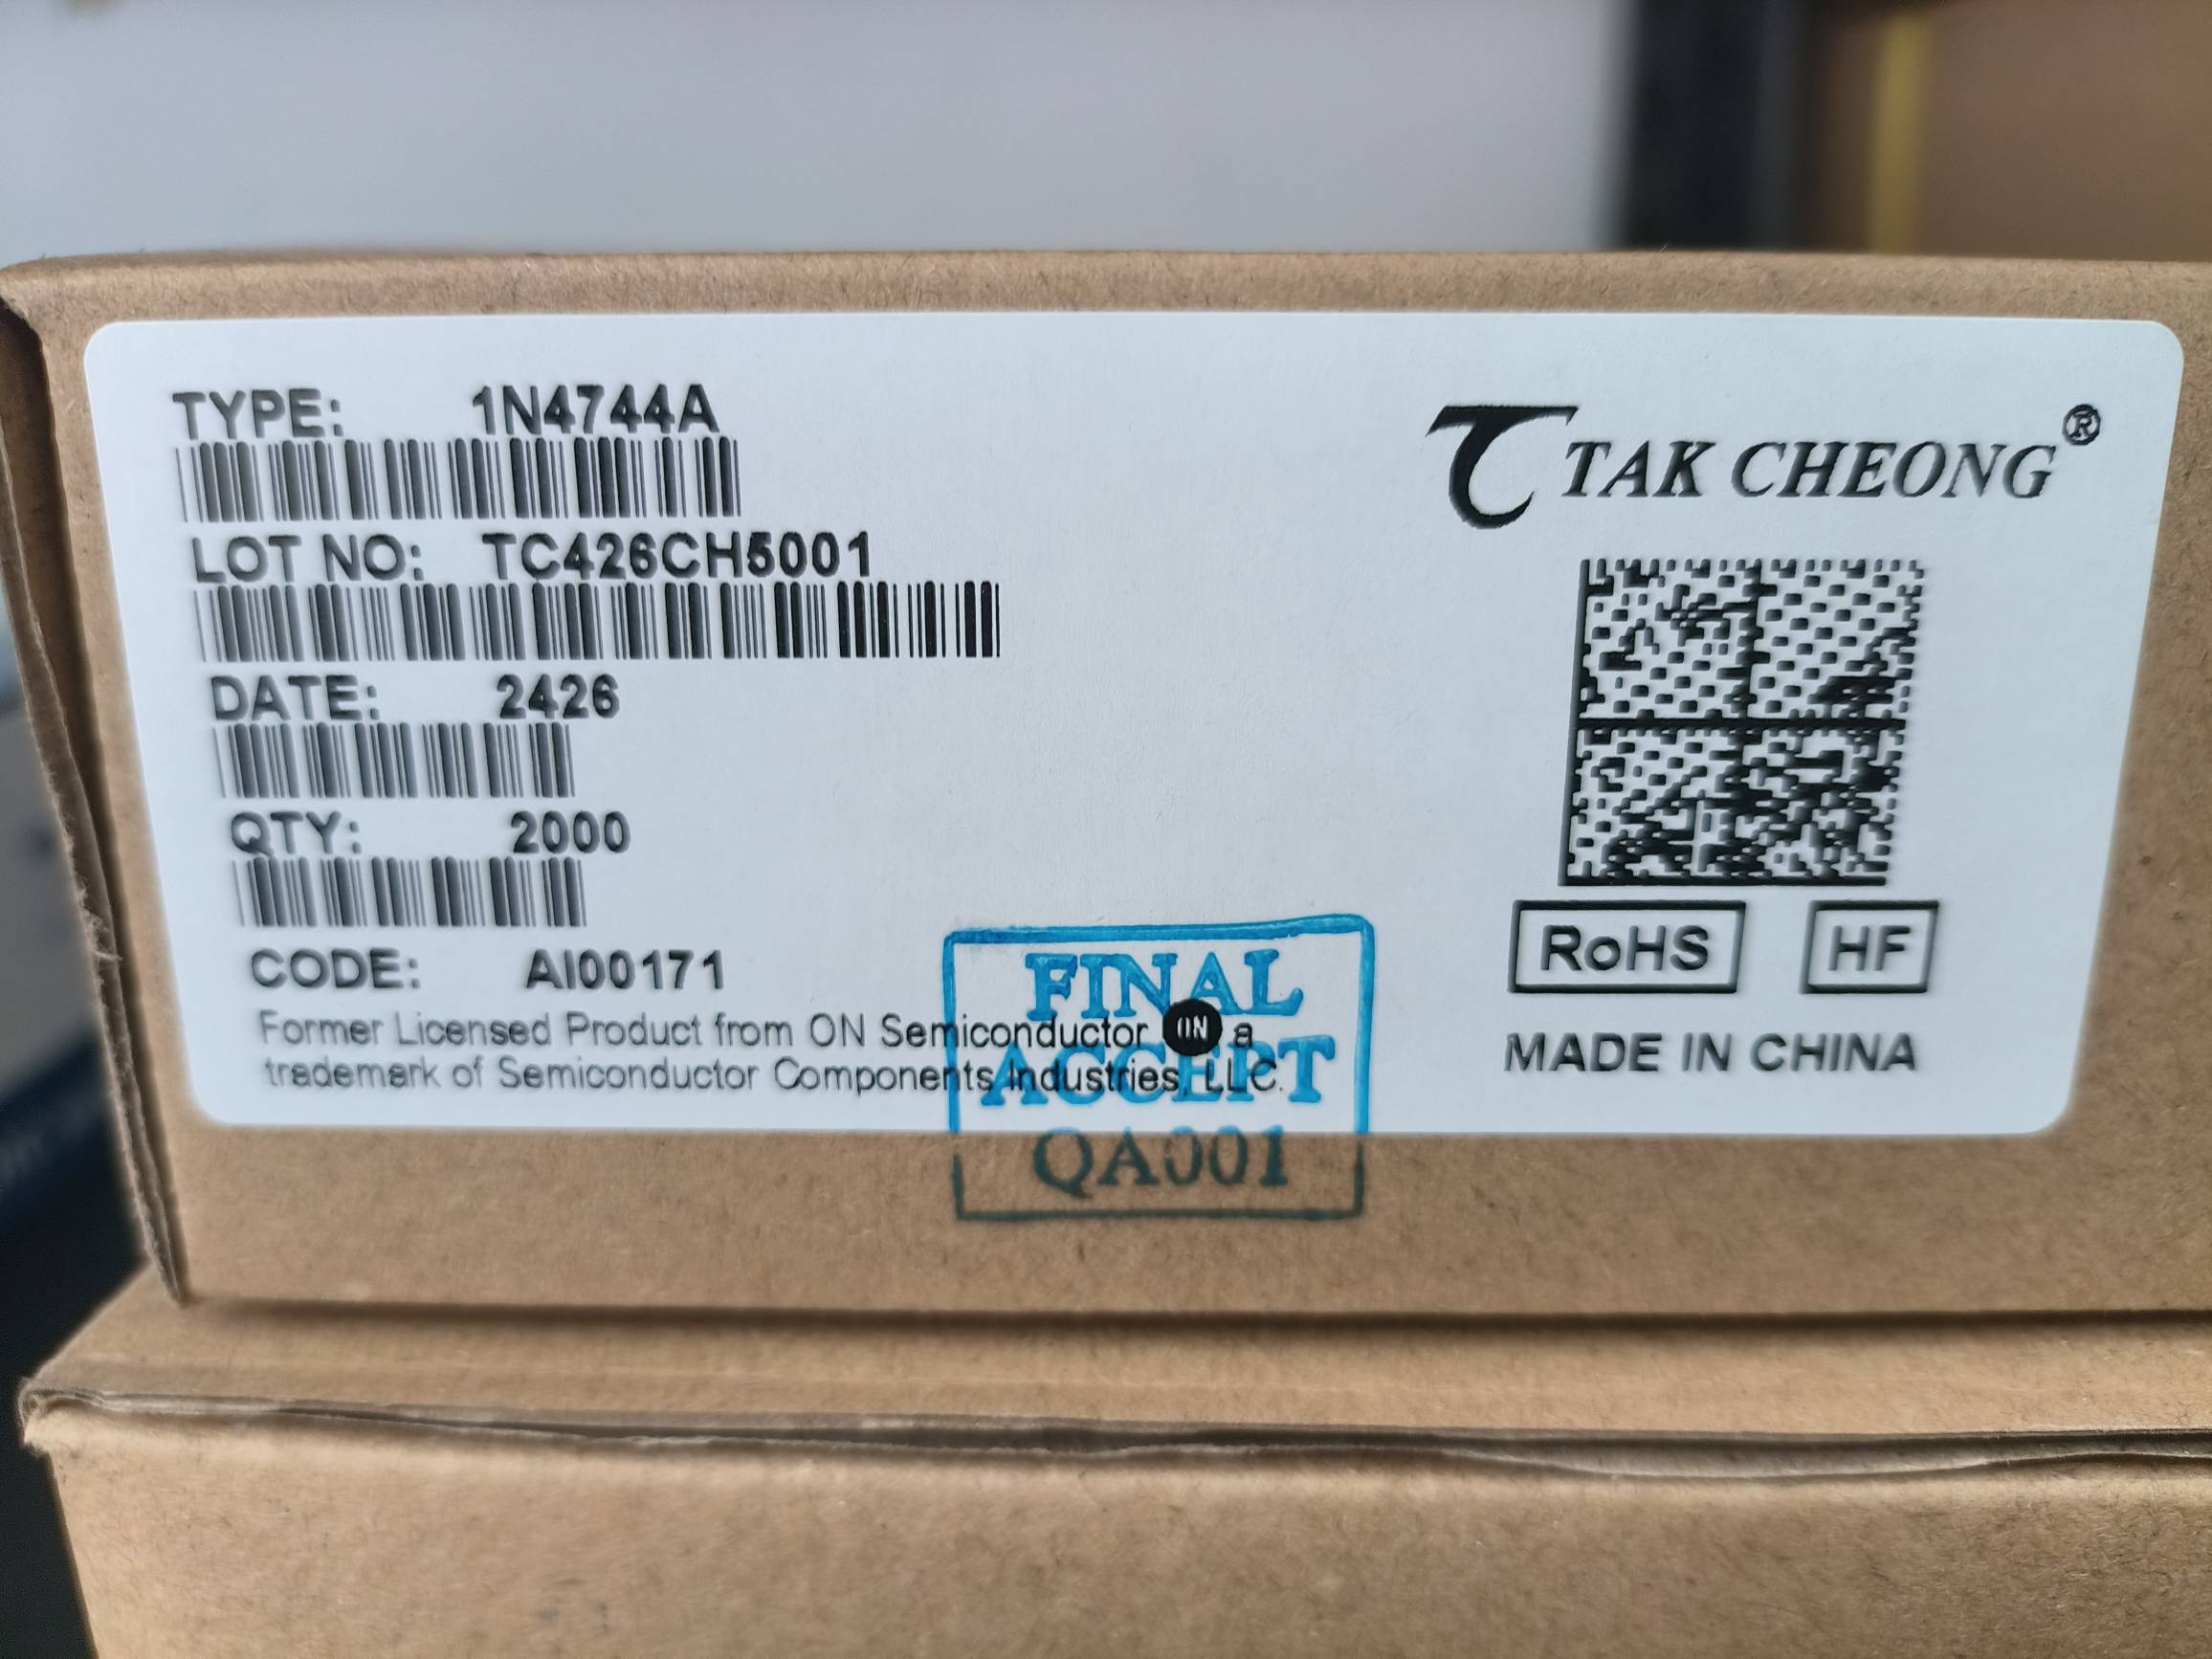 TYPE: 1N4744A
LOT NO: TC426CH5001
DATE: 2426
QTY: 2000
CODE: AI00171
Former Licensed Product from ON Semiconductor ON a
trademark of Semiconductor Components Industries, LLC.
TAK CHEONG®
RoHS HF
MADE IN CHINA
FINAL
ACCEPT
QA001